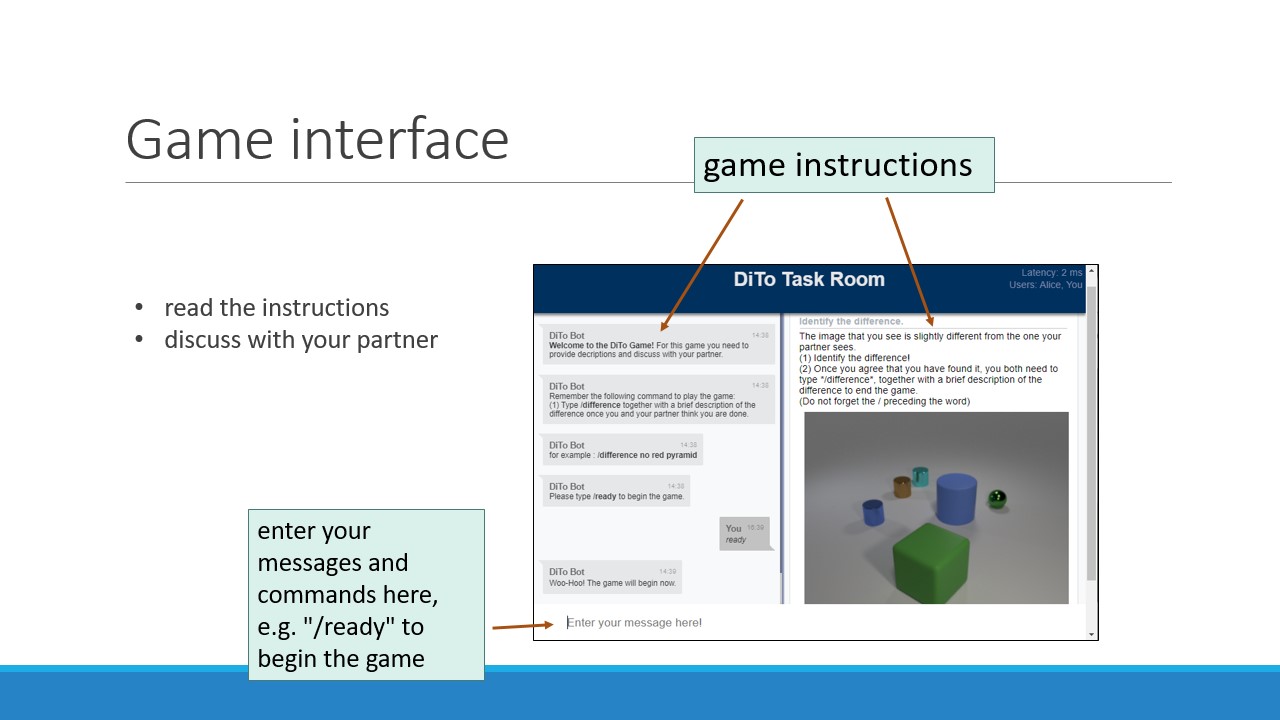 Game interface
game instructions
• read the instructions
• discuss with your partner
enter your
messages and
commands here,
e.g. "/ready" to
begin the game
DiTo Task Room
Latency: 2 ms
Users: Alice, You
DiTo Bot 14:38
Welcome to the DiTo Game! For this game you need to
provide decriptions and discuss with your partner.
DiTo Bot 14:38
Remember the following command to play the game:
(1) Type /difference together with a brief description of the
difference once you and your partner think you are done.
DiTo Bot 14:38
for example : /difference no red pyramid
DiTo Bot 14:38
Please type /ready to begin the game.
You 16:39
ready
DiTo Bot 14:39
Woo-Hoo! The game will begin now.
Enter your message here!
Identify the difference.
The image that you see is slightly different from the one your
partner sees.
(1) Identify the difference!
(2) Once you agree that you have found it, you both need to
type "/difference", together with a brief description of the
difference to end the game.
(Do not forget the / preceding the word)